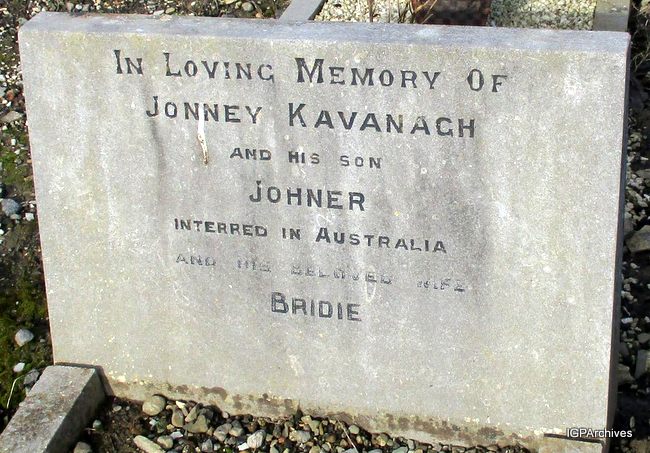 In Loving Memory Of
Jonney Kavanagh
and his son
Johner
interred in Australia
and his beloved wife
Bridie
IGPArchives